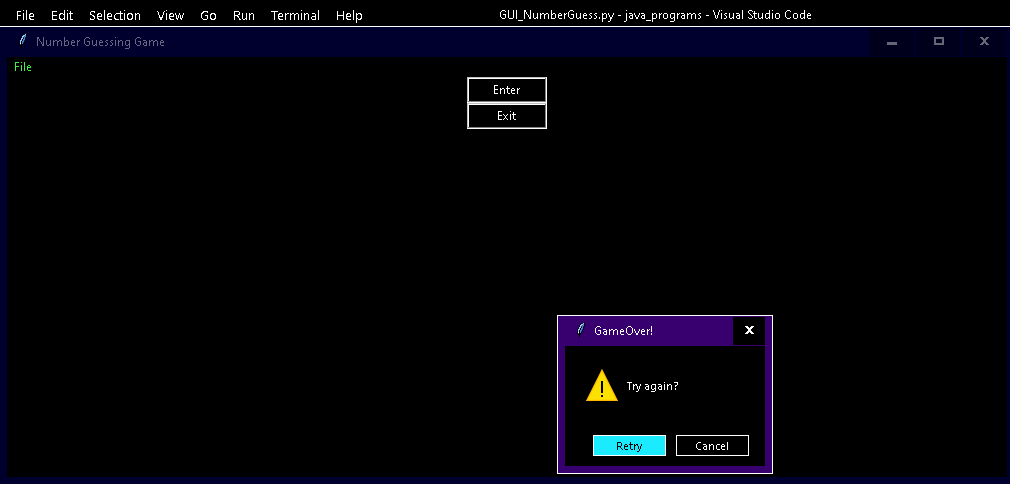 File Edit Selection View Go Run Terminal Help GUI_NumberGuess.py - java_programs - Visual Studio Code
Number Guessing Game
File
Enter
Exit
GameOver!
Try again?
Retry Cancel